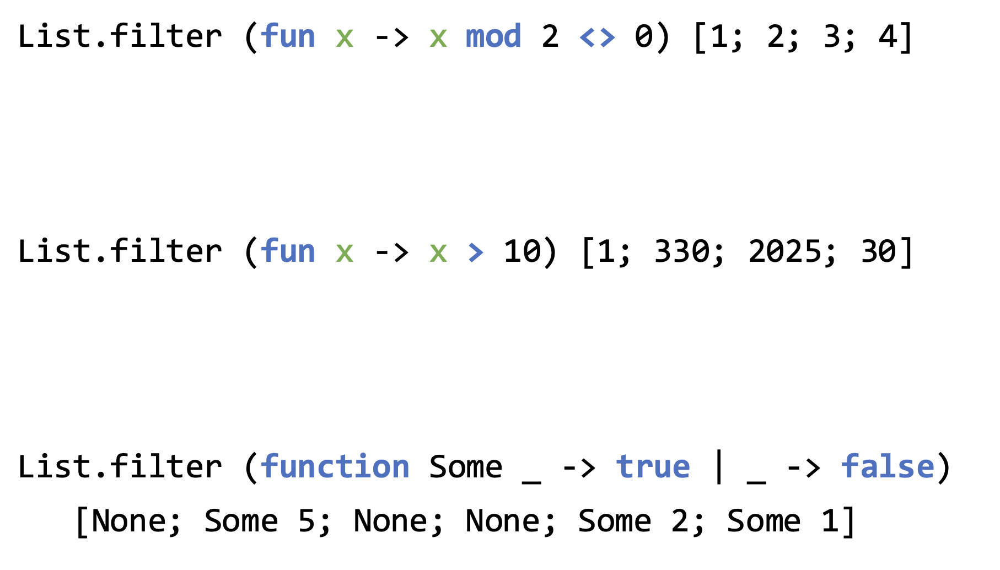 List.filter (fun x -> x mod 2 <> 0) [1; 2; 3; 4]
List.filter (fun x -> x > 10) [1; 330; 2025; 30]
List.filter (function Some _ -> true | _ -> false)
[None; Some 5; None; None; Some 2; Some 1]